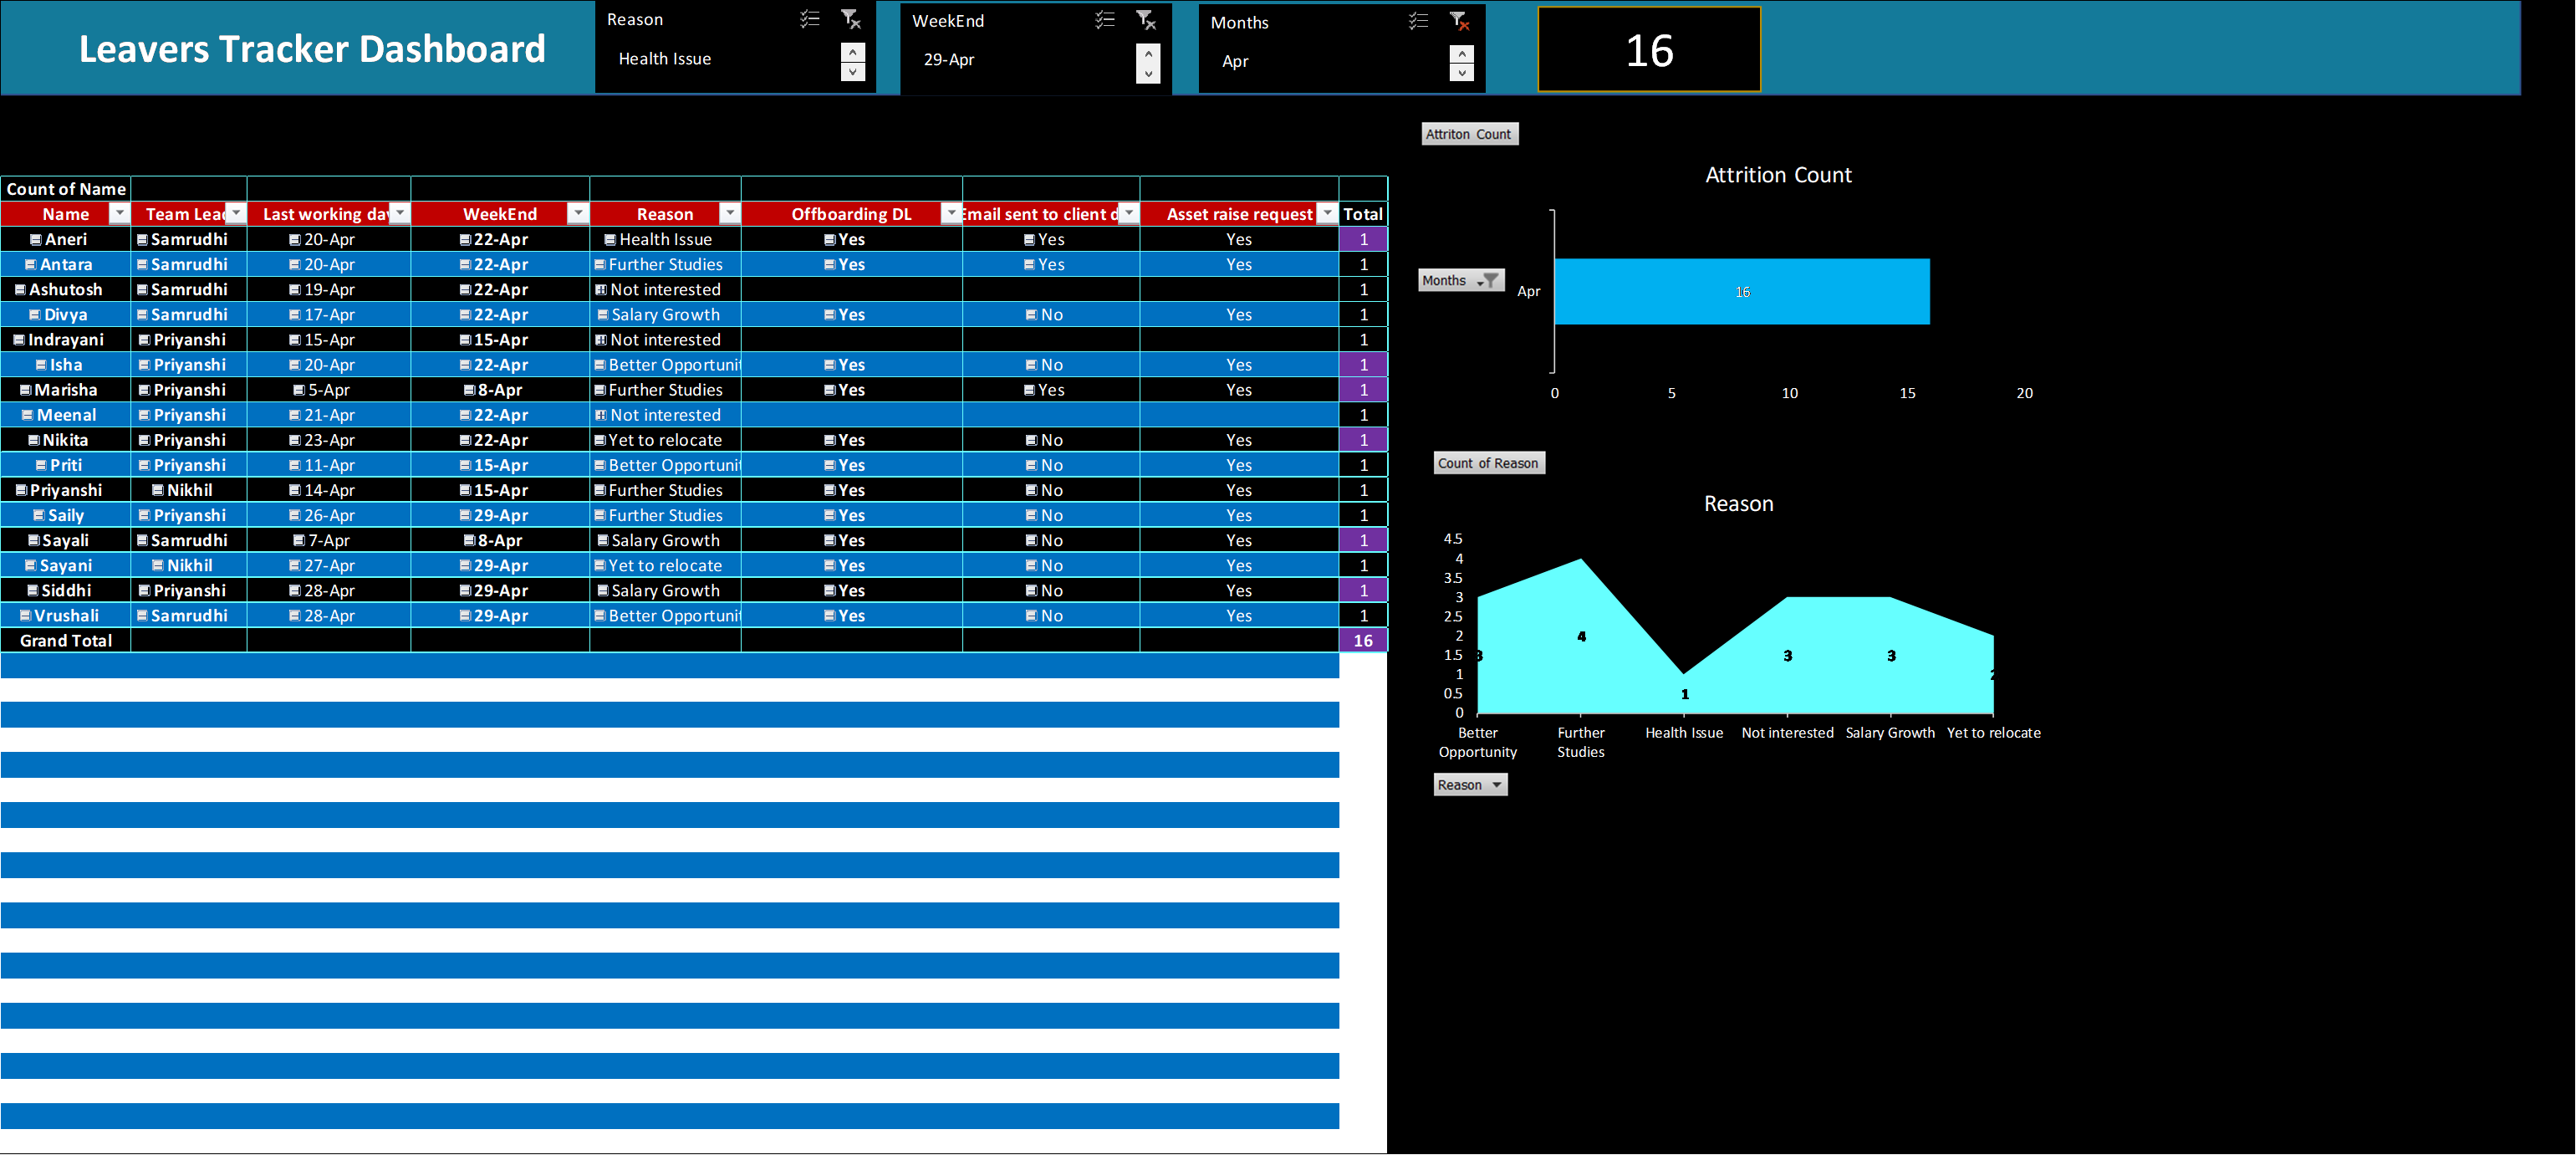 Leavers Tracker Dashboard
Reason
Health Issue
WeekEnd
29-Apr
Months
Apr
16
Count of Name
Name Team Lea Last working da WeekEnd Reason Offboarding DL Email sent to client d Asset raise request Total
Aneri Samrudhi 20-Apr 22-Apr Health Issue Yes Yes Yes 1
Antara Samrudhi 20-Apr 22-Apr Further Studies Yes Yes Yes 1
Ashutosh Samrudhi 19-Apr 22-Apr Not interested 1
Divya Samrudhi 17-Apr 22-Apr Salary Growth Yes No Yes 1
Indrayani Priyanshi 15-Apr 15-Apr Not interested 1
Isha Priyanshi 20-Apr 22-Apr Better Opportuni Yes No Yes 1
Marisha Priyanshi 5-Apr 8-Apr Further Studies Yes Yes Yes 1
Meenal Priyanshi 21-Apr 22-Apr Not interested 1
Nikita Priyanshi 23-Apr 22-Apr Yet to relocate Yes No Yes 1
Priti Priyanshi 11-Apr 15-Apr Better Opportuni Yes No Yes 1
Priyanshi Nikhil 14-Apr 15-Apr Further Studies Yes No Yes 1
Saily Priyanshi 26-Apr 29-Apr Further Studies Yes No Yes 1
Sayali Samrudhi 7-Apr 8-Apr Salary Growth Yes No Yes 1
Sayani Nikhil 27-Apr 29-Apr Yet to relocate Yes No Yes 1
Siddhi Priyanshi 28-Apr 29-Apr Salary Growth Yes No Yes 1
Vrushali Samrudhi 28-Apr 29-Apr Better Opportuni Yes No Yes 1
Grand Total 16
Attriton Count
Attrition Count
Months
Apr
16
0 5 10 15 20
Count of Reason
Reason
4.5
4
3.5
3
2.5
2
1.5
1
0.5
0
3 4 1 3 3 2
Better Opportunity
Further Studies
Health Issue
Not interested
Salary Growth
Yet to relocate
Reason